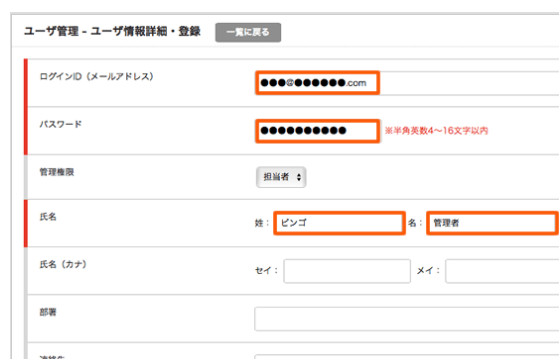 ユーザ管理 - ユーザ情報詳細・登録 一覧に戻る
ログインID（メールアドレス） ●●●@●●●●●●.com
パスワード ●●●●●●●●●● ※半角英数4〜16文字以内
管理権限 担当者
氏名 姓： ピンゴ 名： 管理者
氏名（カナ） セイ： メイ：
部署
連絡先